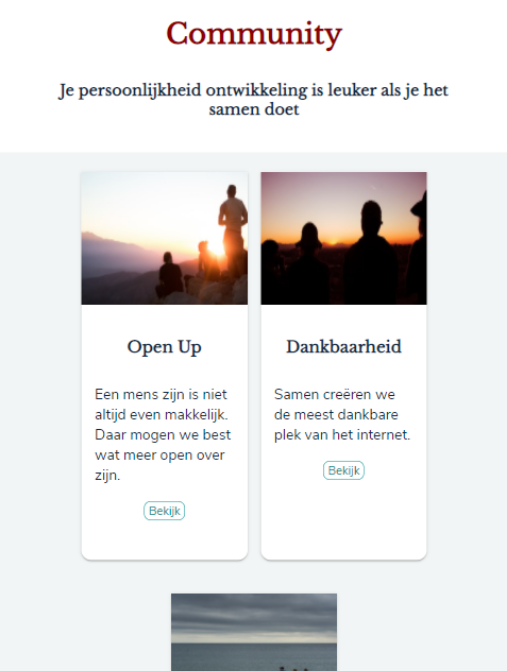 Community
Je persoonlijkheid ontwikkeling is leuker als je het
samen doet
Open Up
Een mens zijn is niet
altijd even makkelijk.
Daar mogen we best
wat meer open over
zijn.
Bekijk
Dankbaarheid
Samen creëren we
de meest dankbare
plek van het internet.
Bekijk